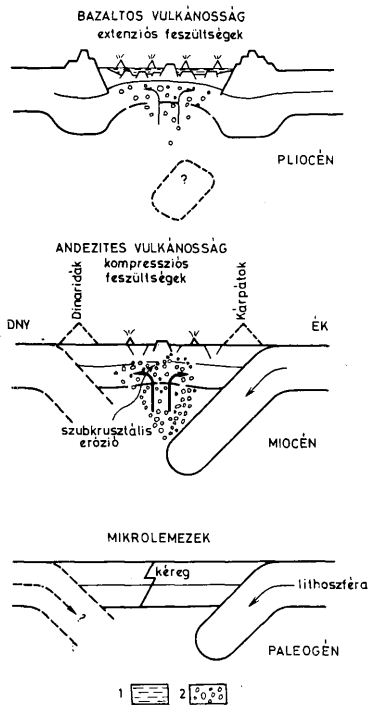 BAZALTOS VULKÁNOSSÁG
extenziós feszültségek
?
PLIOCÉN
ANDEZITES VULKÁNOSSÁG
kompressziós
feszültségek
Dinaridák
Kárpátok
DNY
ÉK
szubkrusztális
erózió
MIOCÉN
MIKROLEMEZEK
kéreg
lithoszféra
?
PALEOGÉN
1
2